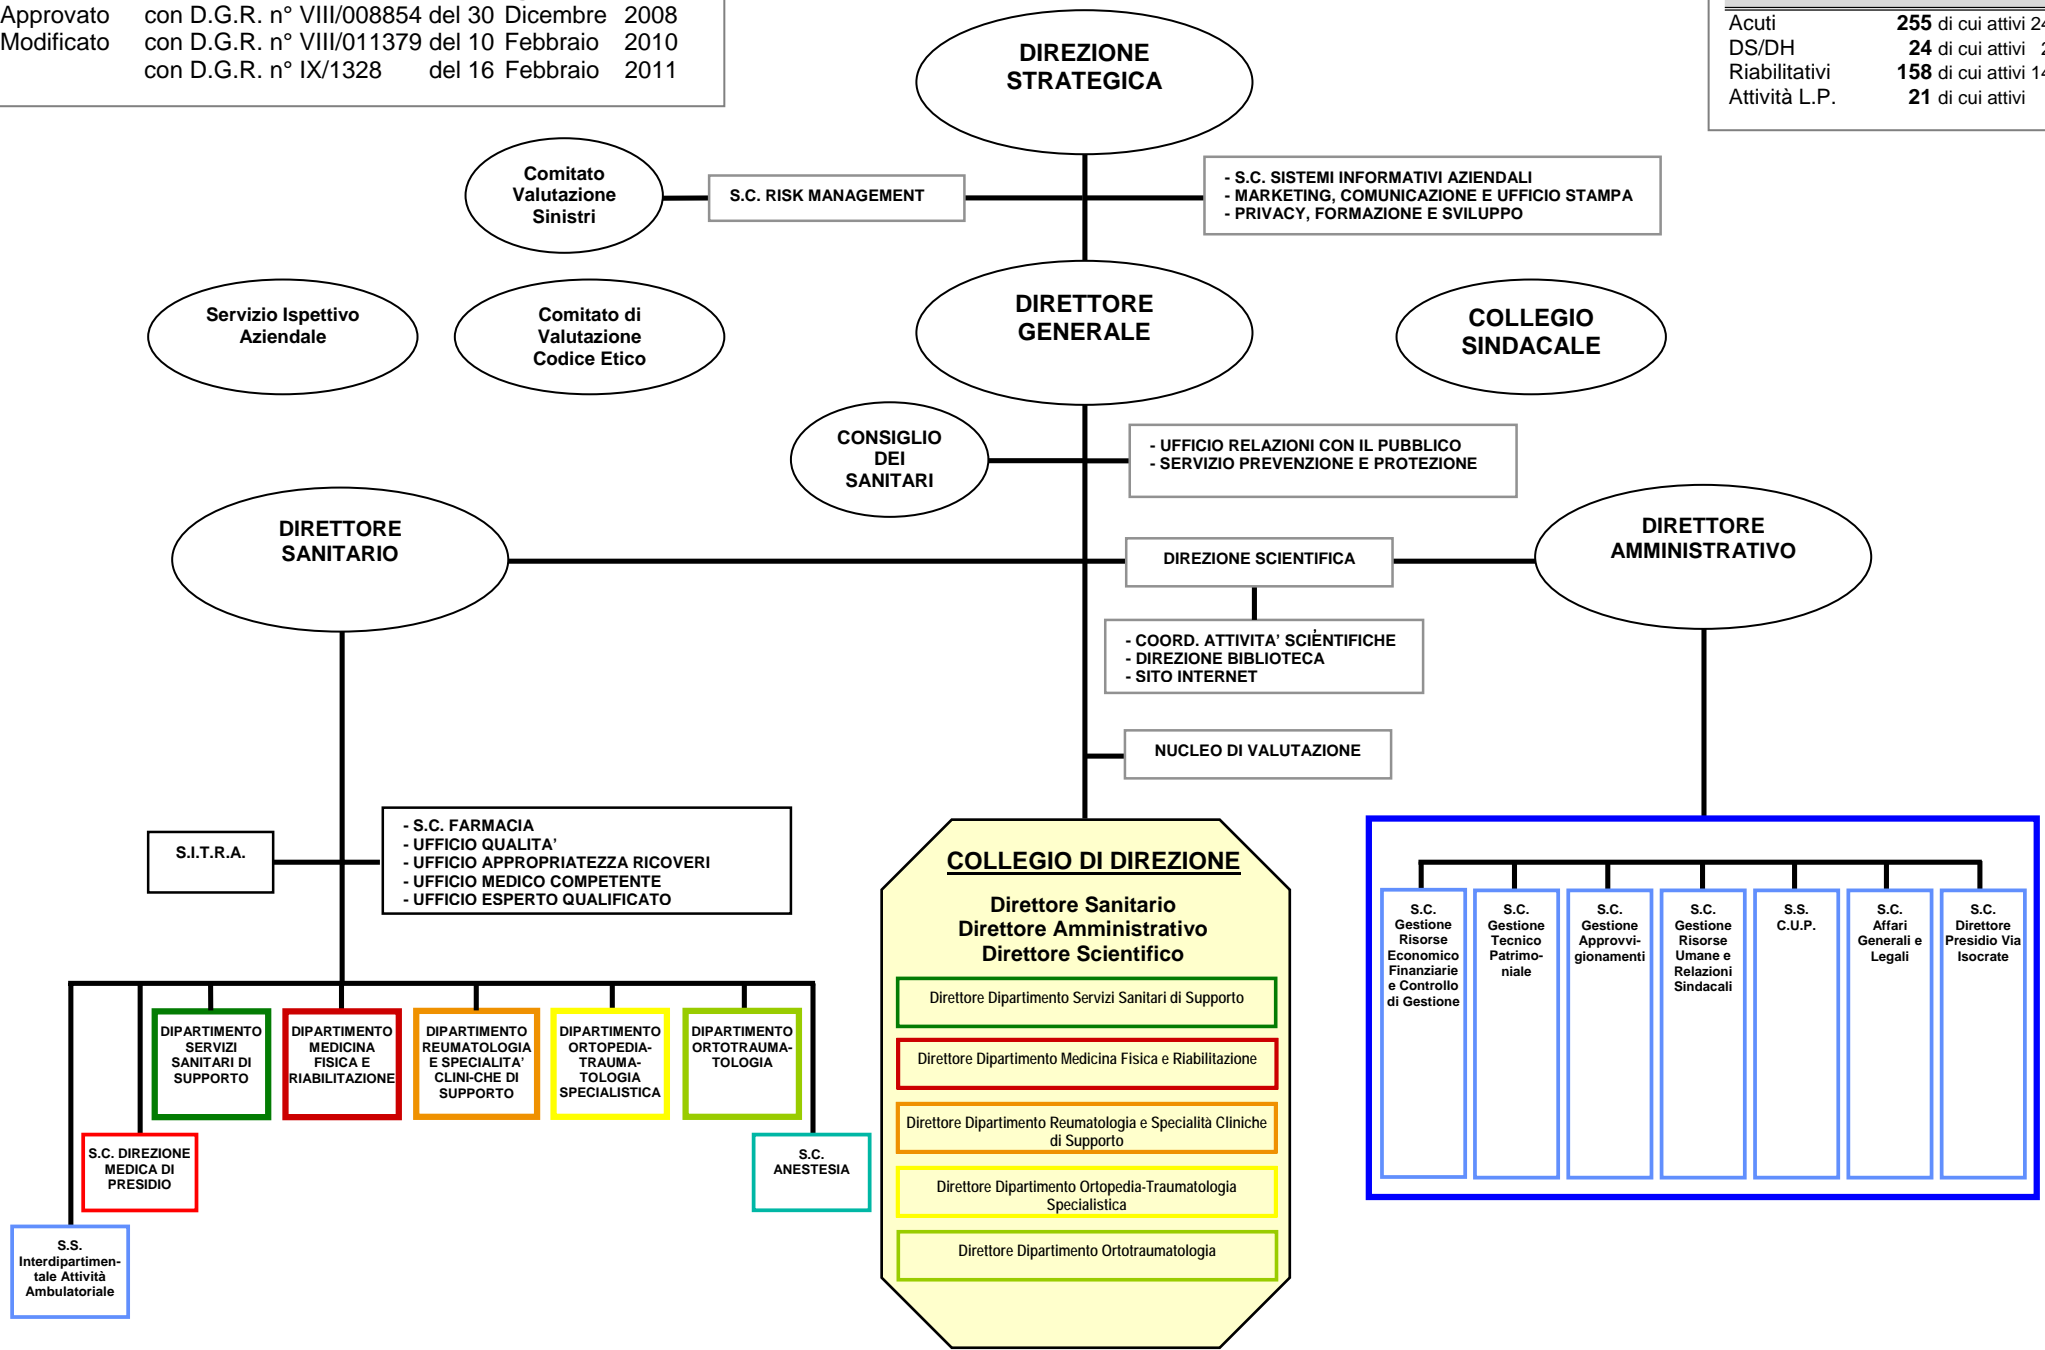 Approvato con D.G.R. n° VIII/008854 del 30 Dicembre 2008
Modificato con D.G.R. n° VIII/011379 del 10 Febbraio 2010
con D.G.R. n° IX/1328 del 16 Febbraio 2011
Acuti 255 di cui attivi
DS/DH 24 di cui attivi
Riabilitativi 158 di cui attivi
Attività L.P. 21 di cui attivi
DIREZIONE
STRATEGICA
Comitato
Valutazione
Sinistri
S.C. RISK MANAGEMENT
- S.C. SISTEMI INFORMATIVI AZIENDALI
- MARKETING, COMUNICAZIONE E UFFICIO STAMPA
- PRIVACY, FORMAZIONE E SVILUPPO
Servizio Ispettivo
Aziendale
Comitato di
Valutazione
Codice Etico
DIRETTORE
GENERALE
COLLEGIO
SINDACALE
CONSIGLIO
DEI
SANITARI
- UFFICIO RELAZIONI CON IL PUBBLICO
- SERVIZIO PREVENZIONE E PROTEZIONE
DIRETTORE
SANITARIO
DIREZIONE SCIENTIFICA
DIRETTORE
AMMINISTRATIVO
- COORD. ATTIVITA’ SCIENTIFICHE
- DIREZIONE BIBLIOTECA
- SITO INTERNET
NUCLEO DI VALUTAZIONE
S.I.T.R.A.
- S.C. FARMACIA
- UFFICIO QUALITA’
- UFFICIO APPROPRIATEZZA RICOVERI
- UFFICIO MEDICO COMPETENTE
- UFFICIO ESPERTO QUALIFICATO
DIPARTIMENTO
SERVIZI
SANITARI DI
SUPPORTO
DIPARTIMENTO
MEDICINA
FISICA E
RIABILITAZIONE
DIPARTIMENTO
REUMATOLOGIA
E SPECIALITA’
CLINI-CHE DI
SUPPORTO
DIPARTIMENTO
ORTOPEDIA-
TRAUMA-
TOLOGIA
SPECIALISTICA
DIPARTIMENTO
ORTOTRAUMA-
TOLOGIA
S.C. DIREZIONE
MEDICA DI
PRESIDIO
S.C.
ANESTESIA
S.S.
Interdipartimen-
tale Attività
Ambulatoriale
COLLEGIO DI DIREZIONE
Direttore Sanitario
Direttore Amministrativo
Direttore Scientifico
Direttore Dipartimento Servizi Sanitari di Supporto
Direttore Dipartimento Medicina Fisica e Riabilitazione
Direttore Dipartimento Reumatologia e Specialità Cliniche
di Supporto
Direttore Dipartimento Ortopedia-Traumatologia
Specialistica
Direttore Dipartimento Ortotraumatologia
S.C.
Gestione
Risorse
Economico
Finanziarie
e Controllo
di Gestione
S.C.
Gestione
Tecnico
Patrimo-
niale
S.C.
Gestione
Approvvi-
gionamenti
S.C.
Gestione
Risorse
Umane e
Relazioni
Sindacali
S.S.
C.U.P.
S.C.
Affari
Generali e
Legali
S.C.
Direttore
Presidio Via
Isocrate